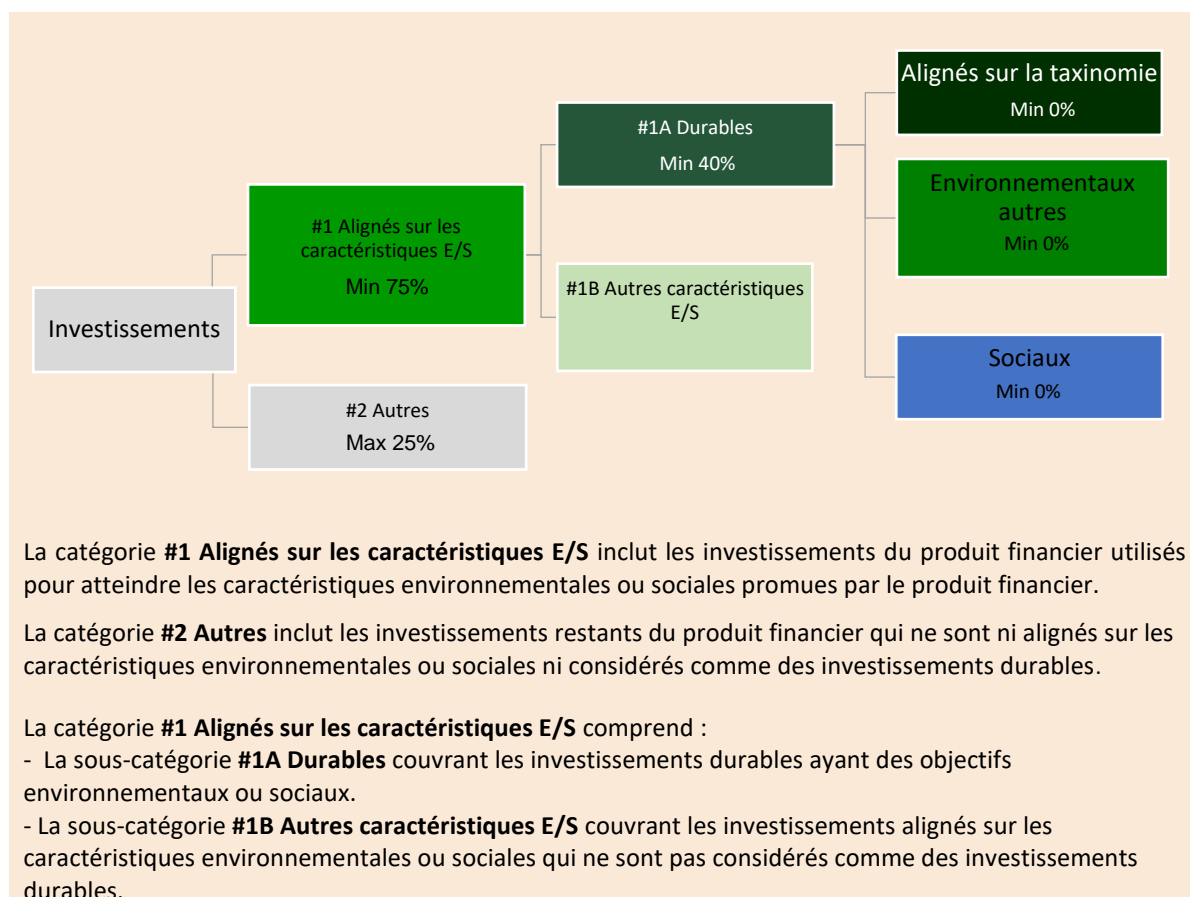 Investissements
#1 Alignés sur les
caractéristiques E/S
Min 75%
#2 Autres
Max 25%
#1A Durables
Min 40%
#1B Autres caractéristiques
E/S
Alignés sur la taxinomie
Min 0%
Environnementaux
autres
Min 0%
Sociaux
Min 0%
La catégorie #1 Alignés sur les caractéristiques E/S inclut les investissements du produit financier utilisés
pour atteindre les caractéristiques environnementales ou sociales promues par le produit financier.
La catégorie #2 Autres inclut les investissements restants du produit financier qui ne sont ni alignés sur les
caractéristiques environnementales ou sociales ni considérés comme des investissements durables.
La catégorie #1 Alignés sur les caractéristiques E/S comprend :
- La sous-catégorie #1A Durables couvrant les investissements durables ayant des objectifs
environnementaux ou sociaux.
- La sous-catégorie #1B Autres caractéristiques E/S couvrant les investissements alignés sur les
caractéristiques environnementales ou sociales qui ne sont pas considérés comme des investissements
durables.